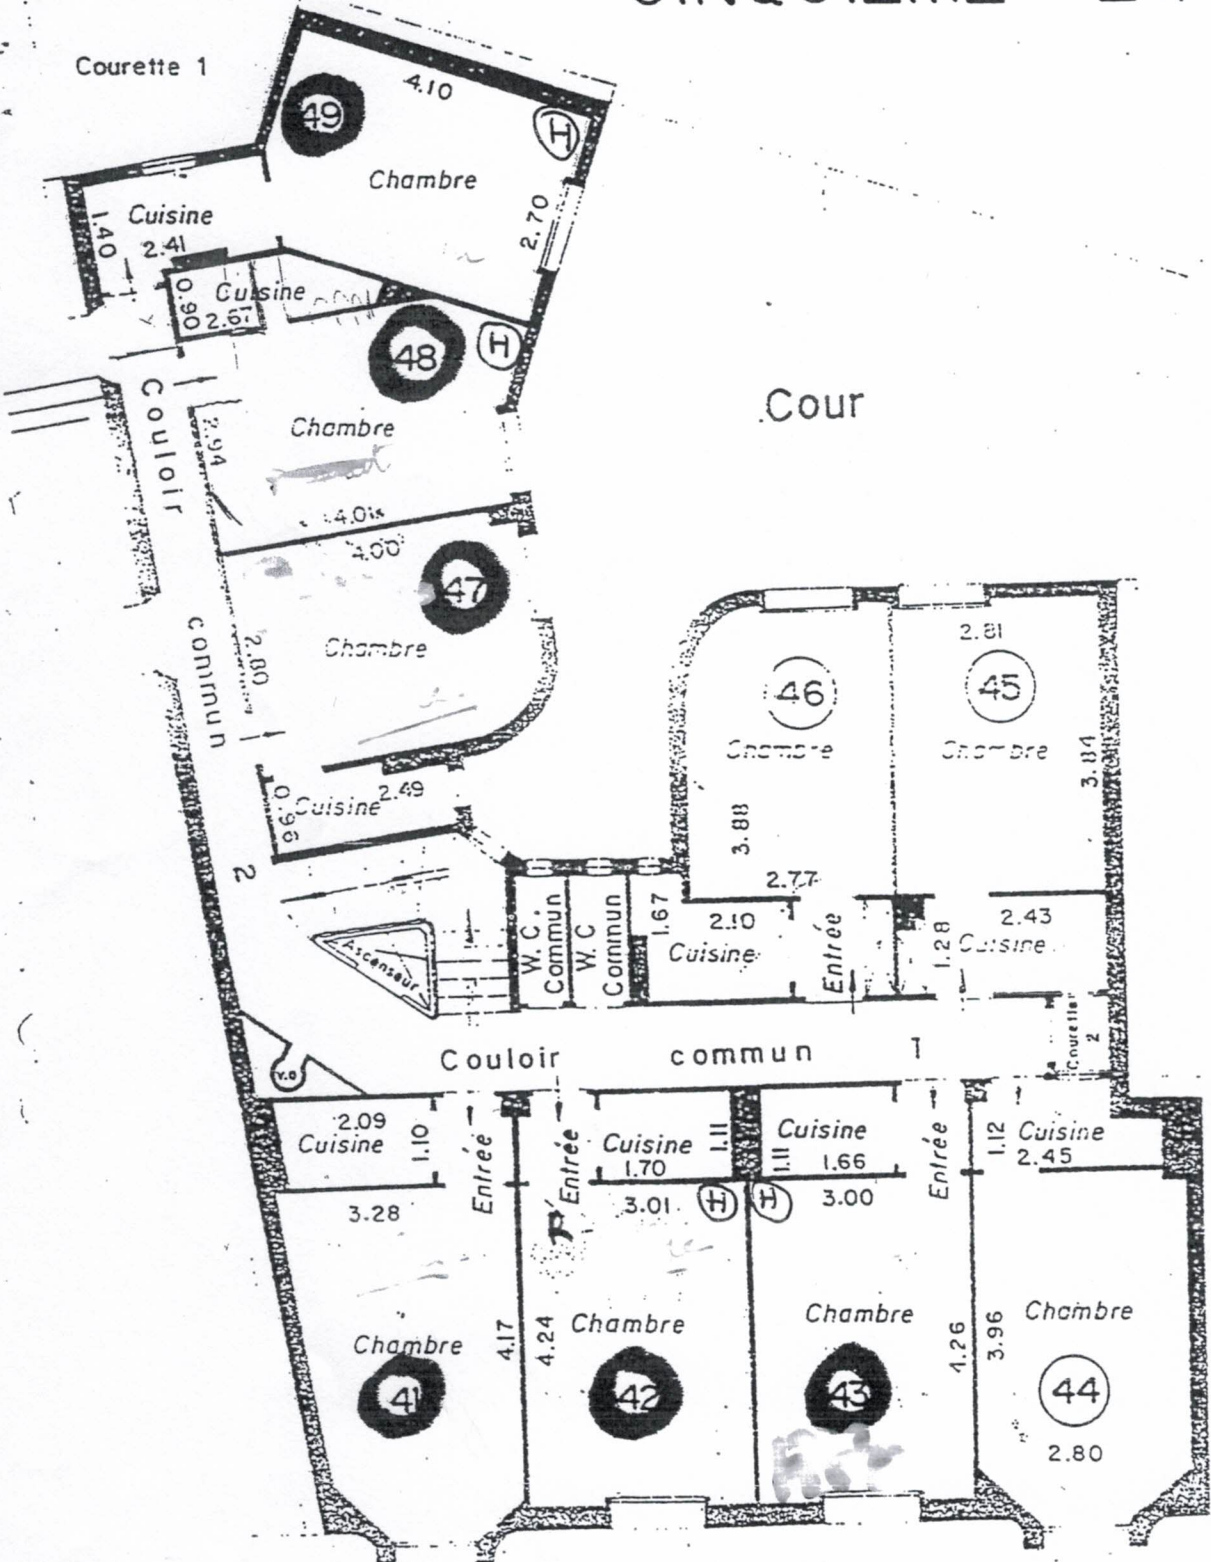 Courette 1
49
4.10
H
Chambre
Cuisine
1.40
2.41
2.70
Cuisine
0.90
2.61
48
H
Couloir
Chambre
2.94
4.01
Cour
4.00
47
commun
Chambre
2.80
2.81
46
45
Chambre
Chambre
3.84
2.49
Cuisine
0.96
3.88
2
2.77
W.C. Commun
W.C Commun
1.67
2.10
Cuisine
Entrée
1.28
2.43
Cuisine
Ascenseur
Couloir commun 1
Courette 2
V.O
2.09
Cuisine
1.10
Entrée
Entrée
Cuisine
1.70
1.11
1.11
Cuisine
1.66
Entrée
1.12
Cuisine
2.45
3.28
3.01
H
H
3.00
Chambre
4.17
4.24
Chambre
Chambre
4.26
3.96
Chambre
41
42
43
44
2.80